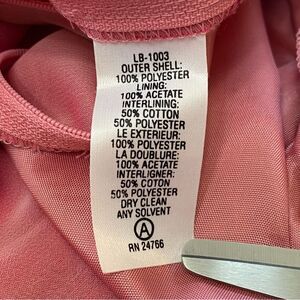 LB-1003
OUTER SHELL:
100% POLYESTER
LINING:
100% ACETATE
INTERLINING:
50% COTTON
50% POLYESTER
LE EXTERIEUR:
100% POLYESTER
LA DOUBLURE:
100% ACETATE
INTERLIGNER:
50% COTON
50% POLYESTER
DRY CLEAN
ANY SOLVENT
A
RN 24766